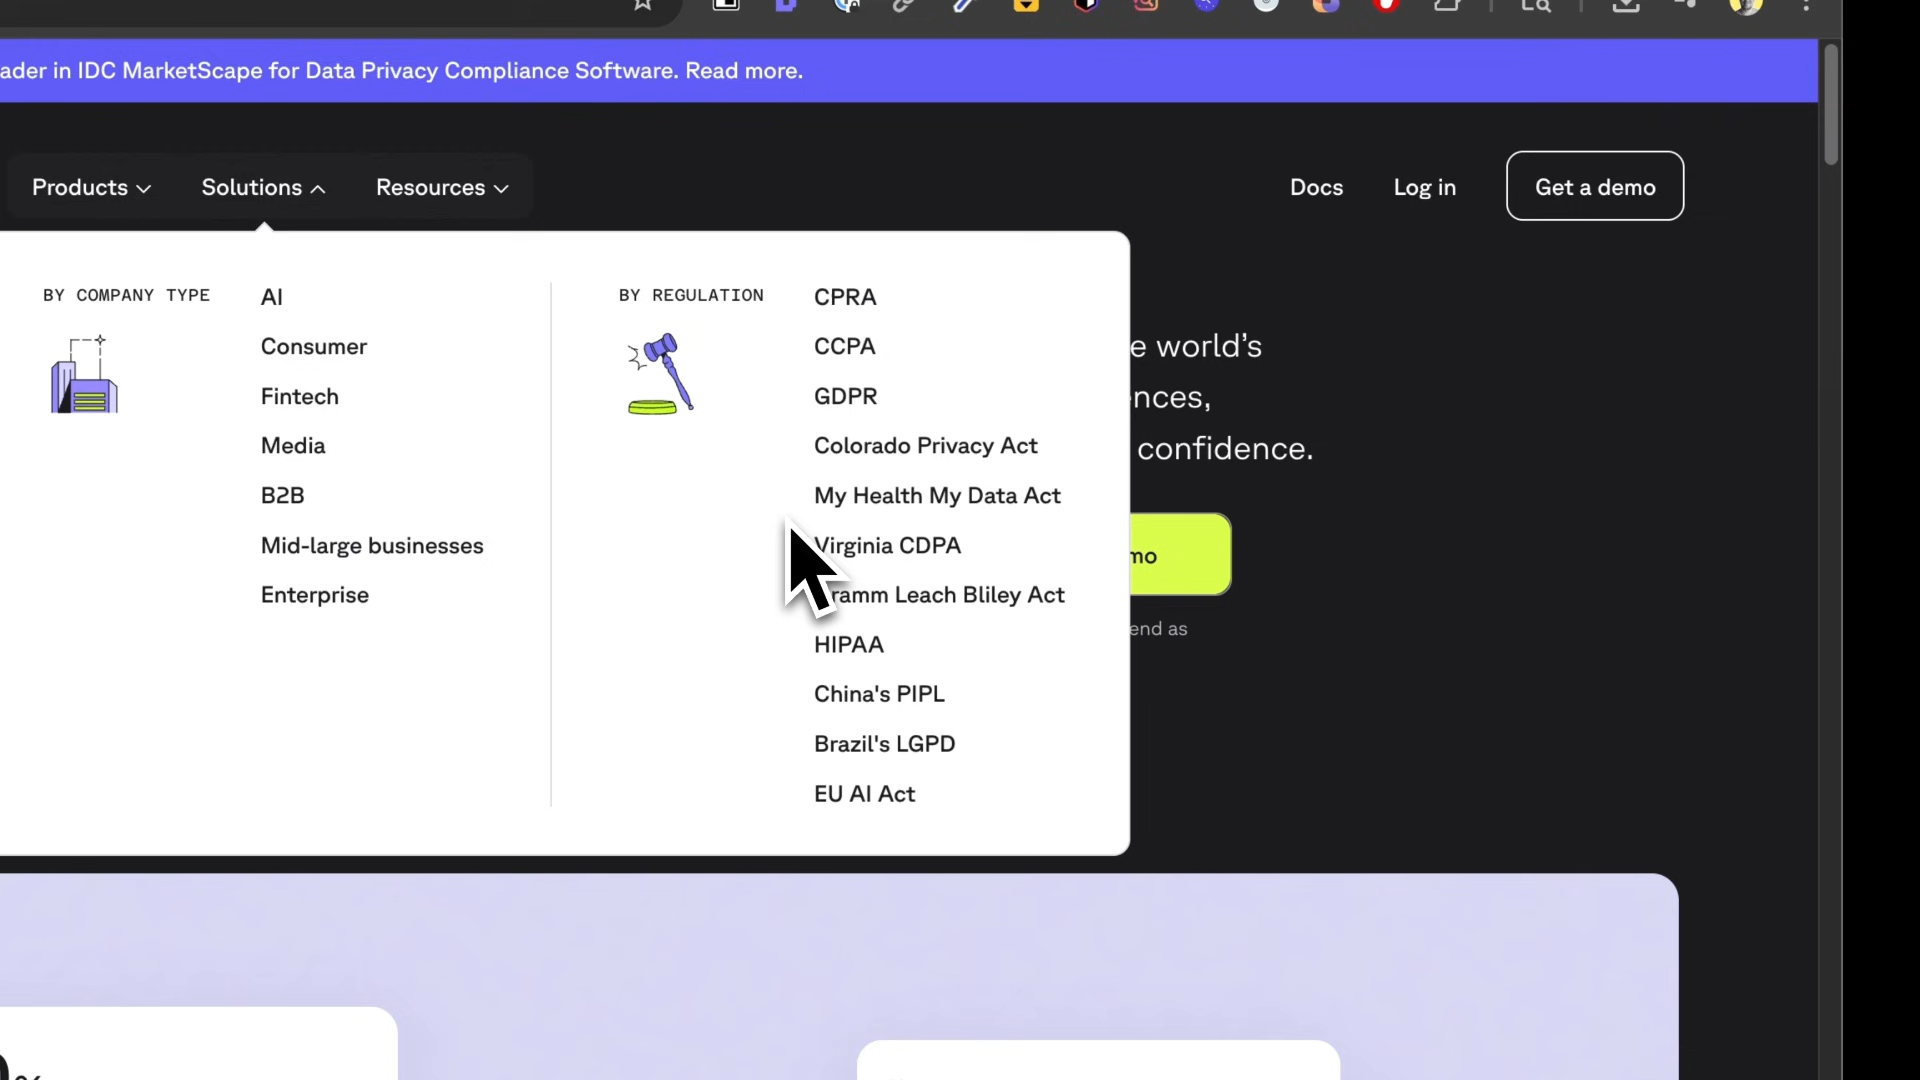 ader in IDC MarketScape for Data Privacy Compliance Software. Read more.
Products
Solutions
Resources
Docs
Log in
Get a demo
BY COMPANY TYPE
AI
Consumer
Fintech
Media
B2B
Mid-large businesses
Enterprise
BY REGULATION
CPRA
CCPA
GDPR
Colorado Privacy Act
My Health My Data Act
Virginia CDPA
ramm Leach Bliley Act
HIPAA
China's PIPL
Brazil's LGPD
EU AI Act
e world's
ences,
confidence.
mo
end as
%